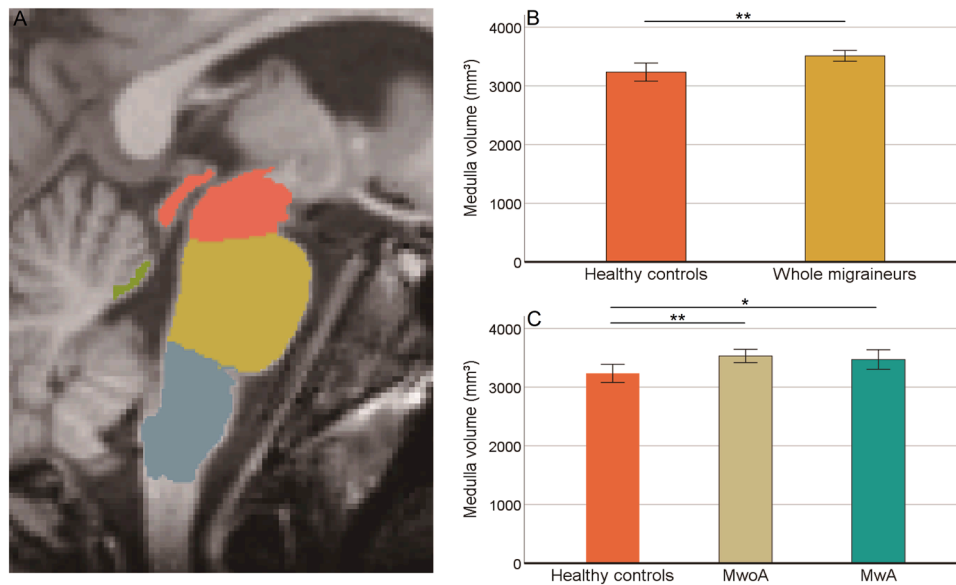 A
B
**
Medulla volume (mm³)
4000
3000
2000
1000
0
Healthy controls
Whole migraineurs
C
*
**
Medulla volume (mm³)
4000
3000
2000
1000
0
Healthy controls
MwoA
MwA